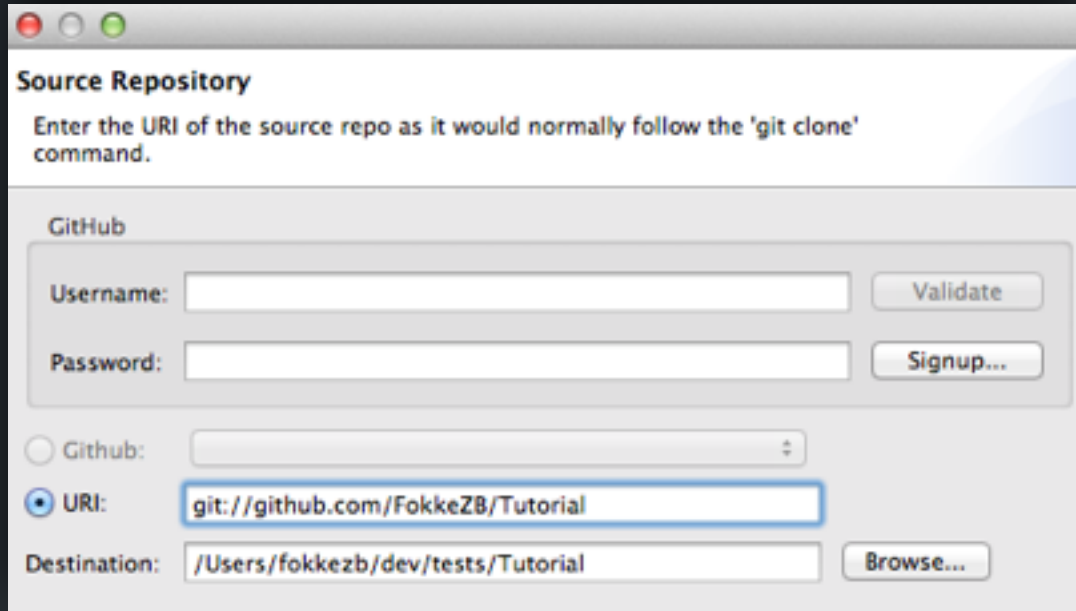 Source Repository
Enter the URI of the source repo as it would normally follow the 'git clone'
command.
GitHub
Username:
Validate
Password:
Signup...
Github:
URI:
git://github.com/FokkeZB/Tutorial
Destination:
/Users/fokkezb/dev/tests/Tutorial
Browse...